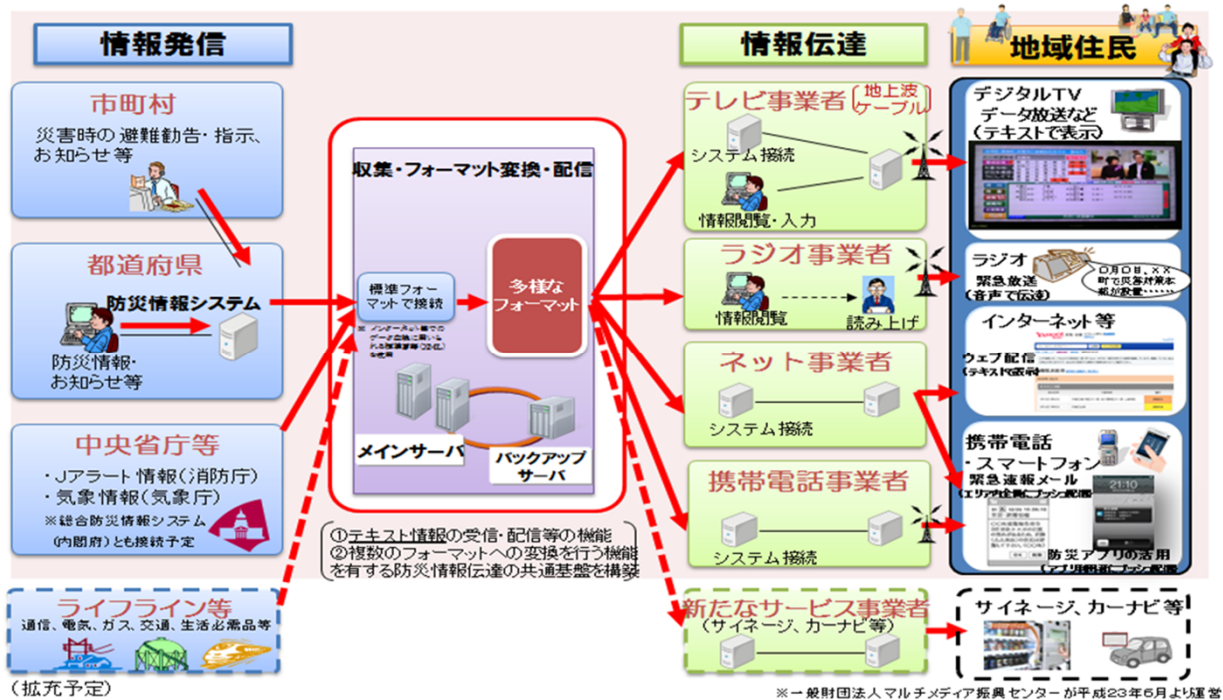 情報発信
情報伝達
地域住民
市町村
災害時の避難勧告・指示、
お知らせ等
都道府県
防災情報システム
防災情報・
お知らせ等
中央省庁等
・Jアラート情報(消防庁)
・気象情報(気象庁)
※総合防災情報システム
(内閣府)とも接続予定
ライフライン等
通信、電気、ガス、交通、生活必需品等
(拡充予定)
収集・フォーマット変換・配信
標準フォー
マットで接続
多様な
フォーマット
メインサーバ
バックアップ
サーバ
①テキスト情報の受信・配信等の機能
②複数のフォーマットへの変換を行う機能
を有する防災情報伝達の共通基盤を構築
テレビ事業者
地上波
ケーブル
システム接続
情報閲覧・入力
ラジオ事業者
情報閲覧
読み上げ
ネット事業者
システム接続
携帯電話事業者
システム接続
新たなサービス事業者
(サイネージ、カーナビ等)
デジタルTV
データ放送など
(テキストで表示)
ラジオ
緊急放送
(音声で伝達)
インターネット等
ウェブ配信
(テキストで表示)
携帯電話
・スマートフォン
緊急速報メール
21:10
防災アプリの活用
サイネージ、カーナビ等
※一般財団法人マルチメディア振興センターが平成23年6月より運営